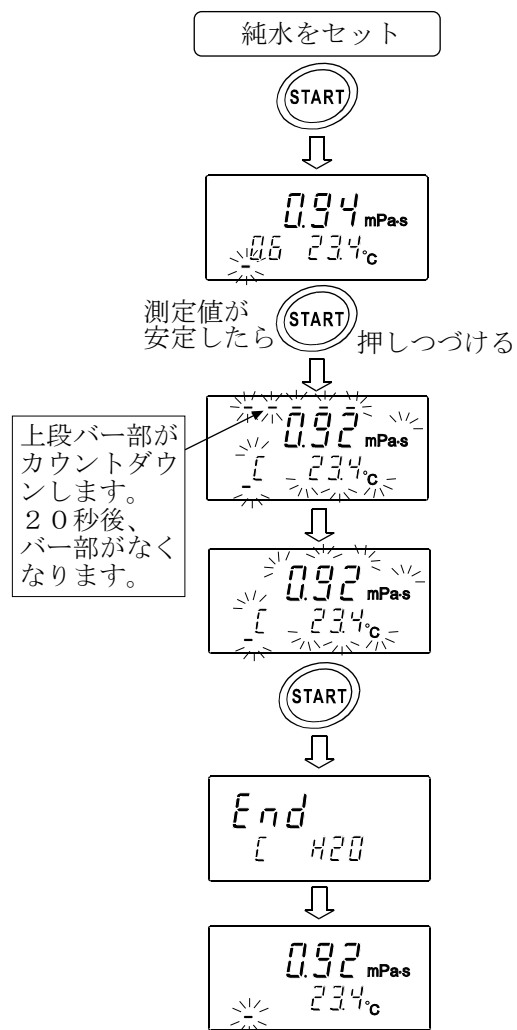 純水をセット
START
0.94 mPa·s
0.6 23.4℃
測定値が
安定したら START 押しつづける
上段バー部が
カウントダウ
ンします。
２０秒後、
バー部がなく
なります。
0.92 mPa·s
C 23.4℃
0.92 mPa·s
C 23.4℃
START
End
C H2O
0.92 mPa·s
23.4℃